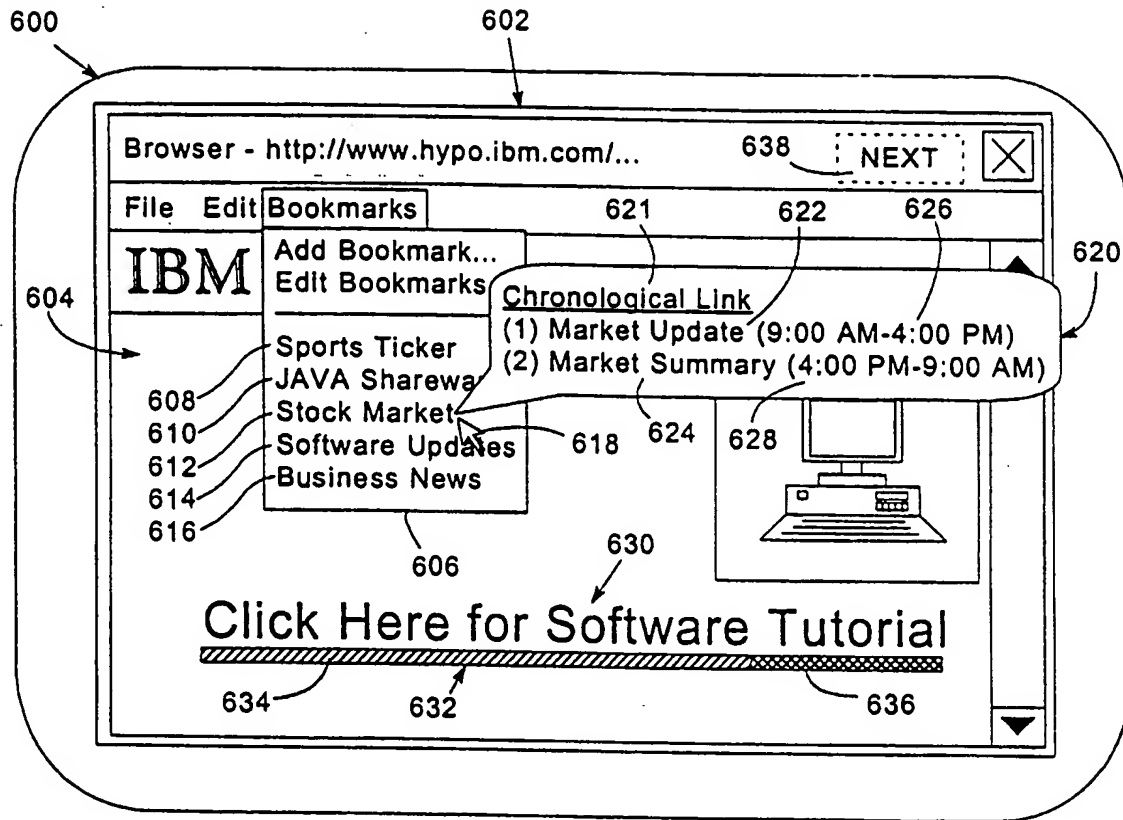 600
602
Browser - http://www.hypo.ibm.com/...
638
NEXT
File Edit Bookmarks
621
622
626
IBM
Add Bookmark...
Edit Bookmarks
620
604
Chronological Link
(1) Market Update (9:00 AM-4:00 PM)
(2) Market Summary (4:00 PM-9:00 AM)
Sports Ticker
608
JAVA
610
Stock Market
612
618
624
628
Software Updates
614
Business News
616
606
630
Click Here for Software Tutorial
634
632
636